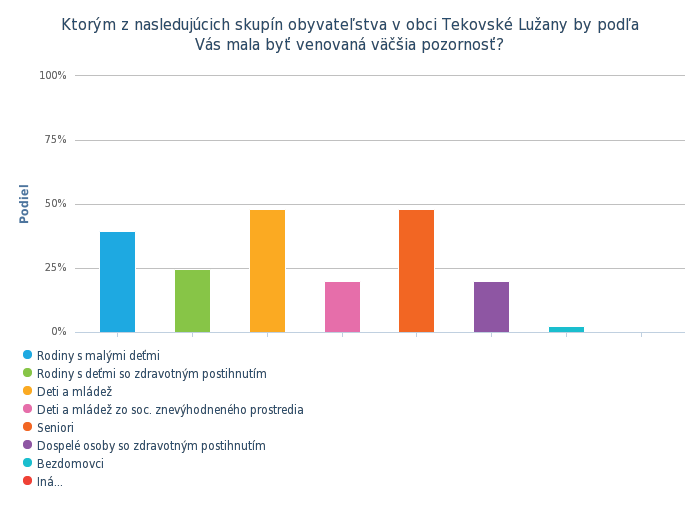 Ktorým z nasledujúcich skupín obyvateľstva v obci Tekovské Lužany by podľa
Vás mala byť venovaná väčšia pozornosť?
100%
75%
50%
25%
0%
Podiel
Rodiny s malými deťmi
Rodiny s deťmi so zdravotným postihnutím
Deti a mládež
Deti a mládež zo soc. znevýhodneného prostredia
Seniori
Dospelé osoby so zdravotným postihnutím
Bezdomovci
Iná...